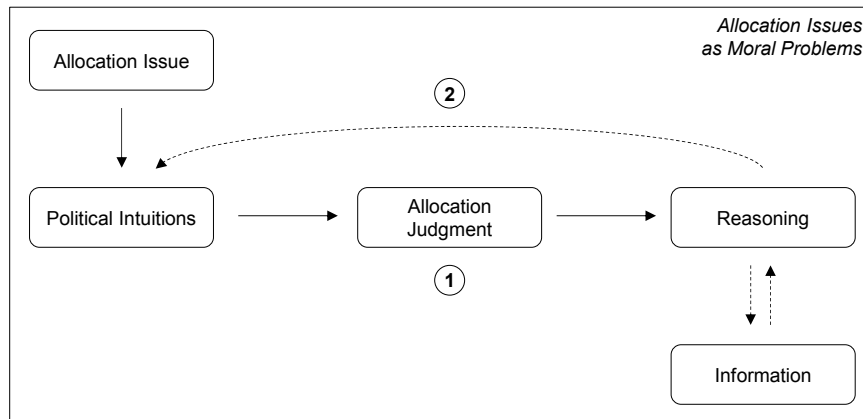 Allocation Issues
as Moral Problems
Allocation Issue
2
Political Intuitions
Allocation
Judgment
Reasoning
1
Information